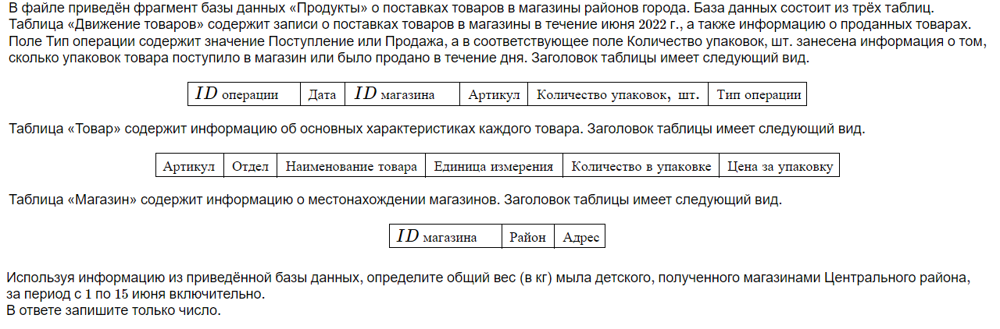 В файле приведён фрагмент базы данных «Продукты» о поставках товаров в магазины районов города. База данных состоит из трёх таблиц.
Таблица «Движение товаров» содержит записи о поставках товаров в магазины в течение июня 2022 г., а также информацию о проданных товарах.
Поле Тип операции содержит значение Поступление или Продажа, а в соответствующее поле Количество упаковок, шт. занесена информация о том,
сколько упаковок товара поступило в магазин или было продано в течение дня. Заголовок таблицы имеет следующий вид.
ID операции Дата ID магазина Артикул Количество упаковок, шт. Тип операции
Таблица «Товар» содержит информацию об основных характеристиках каждого товара. Заголовок таблицы имеет следующий вид.
Артикул Отдел Наименование товара Единица измерения Количество в упаковке Цена за упаковку
Таблица «Магазин» содержит информацию о местонахождении магазинов. Заголовок таблицы имеет следующий вид.
ID магазина Район Адрес
Используя информацию из приведённой базы данных, определите общий вес (в кг) мыла детского, полученного магазинами Центрального района,
за период с 1 по 15 июня включительно.
В ответе запишите только число.